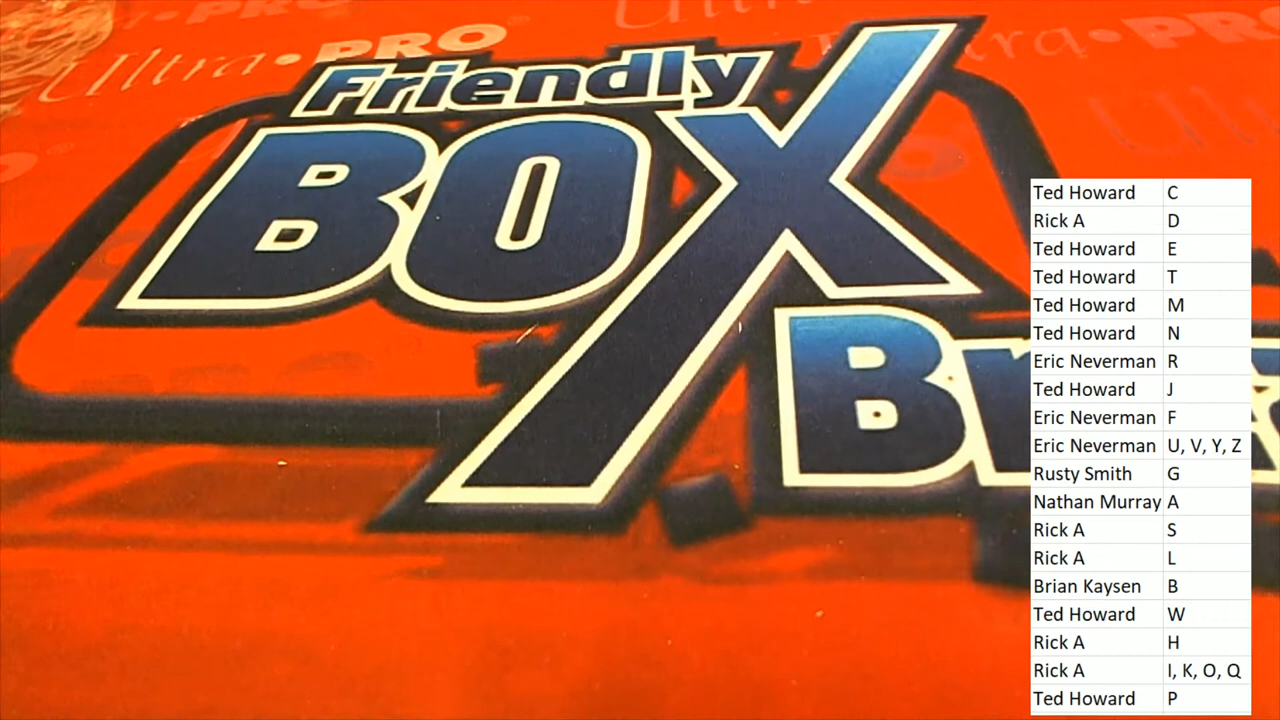 Ultra•PRO®
Ultra•PRO
Friendly
BOX
Ted Howard C
Rick A D
Ted Howard E
Ted Howard T
Ted Howard M
Ted Howard N
Eric Neverman R
Ted Howard J
Eric Neverman F
Eric Neverman U, V, Y, Z
Rusty Smith G
Nathan Murray A
Rick A S
Rick A L
Brian Kaysen B
Ted Howard W
Rick A H
Rick A I, K, O, Q
Ted Howard P